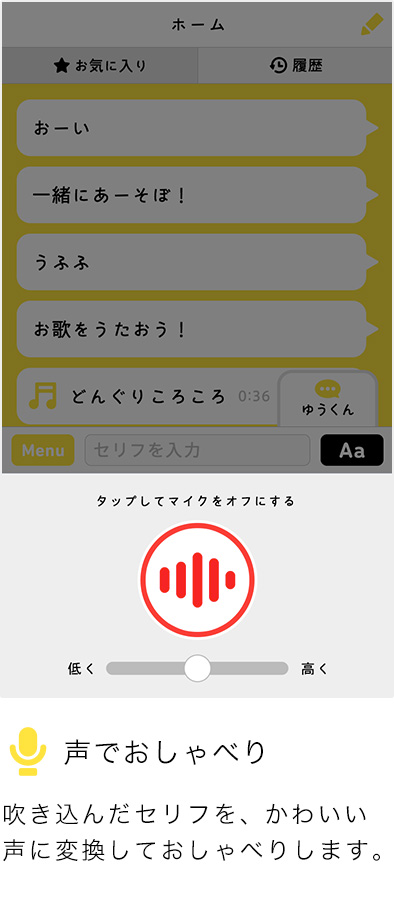 ホーム
お気に入り
履歴
おーい
一緒にあーそぼ！
うふふ
お歌をうたおう！
どんぐりころころ 0:36
ゆうくん
Menu
セリフを入力
Aa
タップしてマイクをオフにする
低く
高く
声でおしゃべり
吹き込んだセリフを、かわいい
声に変換しておしゃべりします。